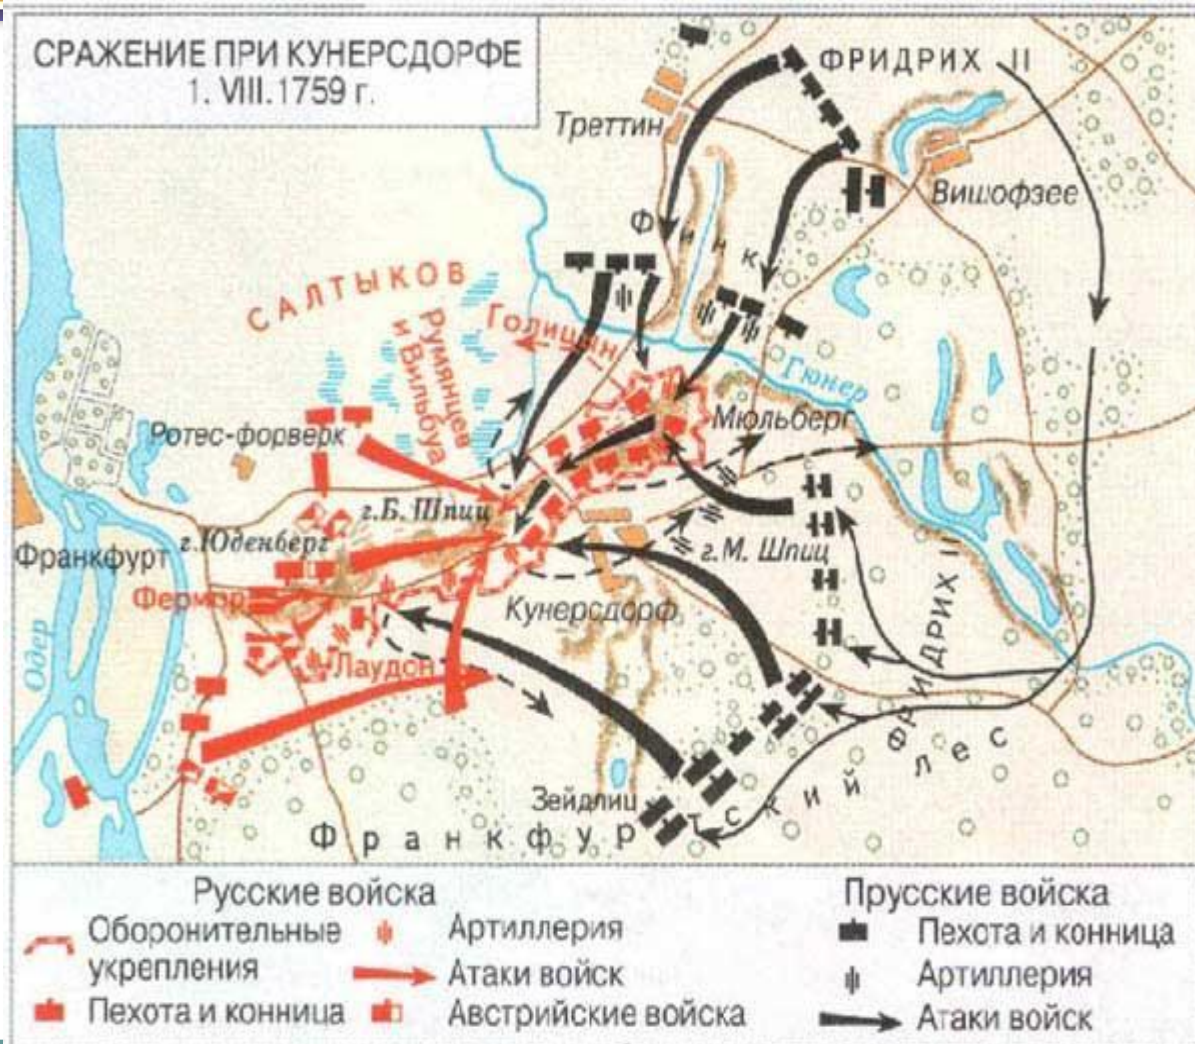 СРАЖЕНИЕ ПРИ КУНЕРСДОРФЕ
1. VIII. 1759 г.
ФРИДРИХ II
Треттин
Вишофзее
Финк
САЛТЫКОВ
Румянцев
и Вильбуа
Голицын
Гюнер
Мюльберг
Ротес-форверк
г.Б. Шпиц
г.Юденберг
г.М. Шпиц
Франкфурт
Фермор
Кунерсдорф
Лаудон
Одер
ФРИДРИХ II
Зейдлиц
Франкфуртский лес
Русские войска
Оборонительные
укрепления
Пехота и конница
Артиллерия
Атаки войск
Австрийские войска
Прусские войска
Пехота и конница
Артиллерия
Атаки войск